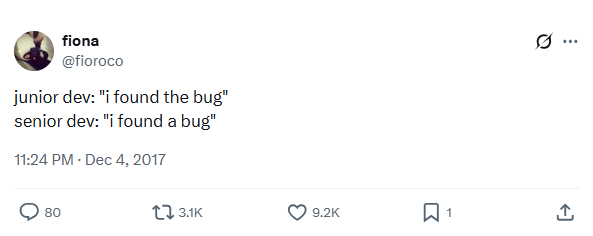 fiona
@fioroco
junior dev: "i found the bug"
senior dev: "i found a bug"
11:24 PM · Dec 4, 2017
80
3.1K
9.2K
1